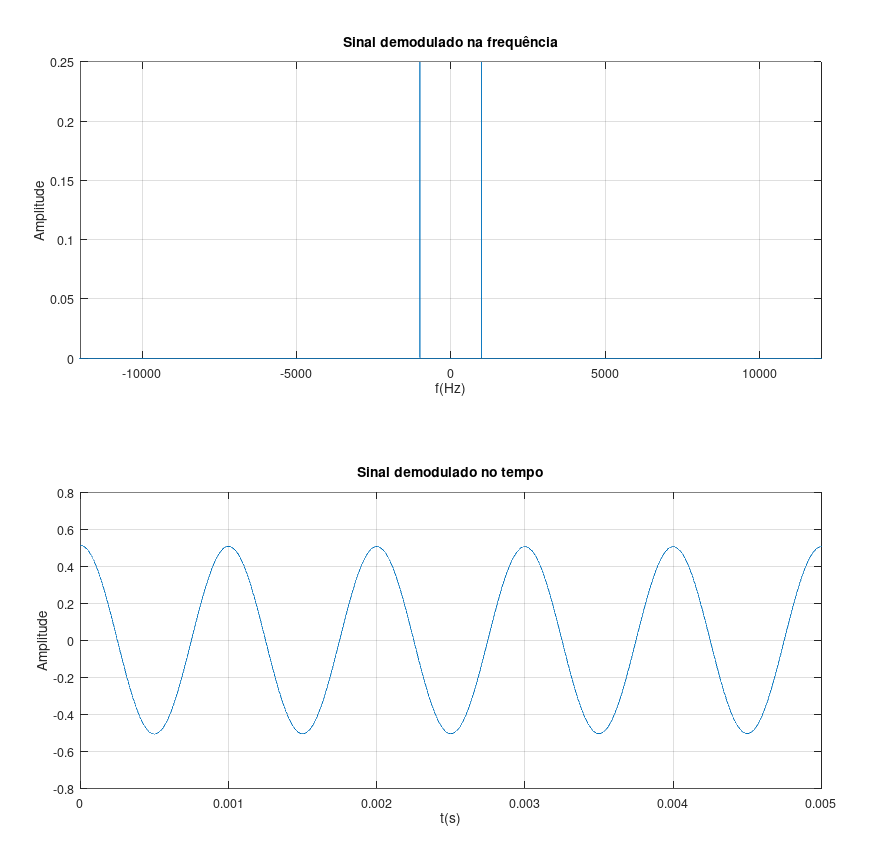 Sinal demodulado na frequência
0.25
0.2
0.15
0.1
0.05
0
Amplitude
-10000 -5000 0 5000 10000
f(Hz)
Sinal demodulado no tempo
0.8
0.6
0.4
0.2
0
-0.2
-0.4
-0.6
-0.8
Amplitude
0 0.001 0.002 0.003 0.004 0.005
t(s)